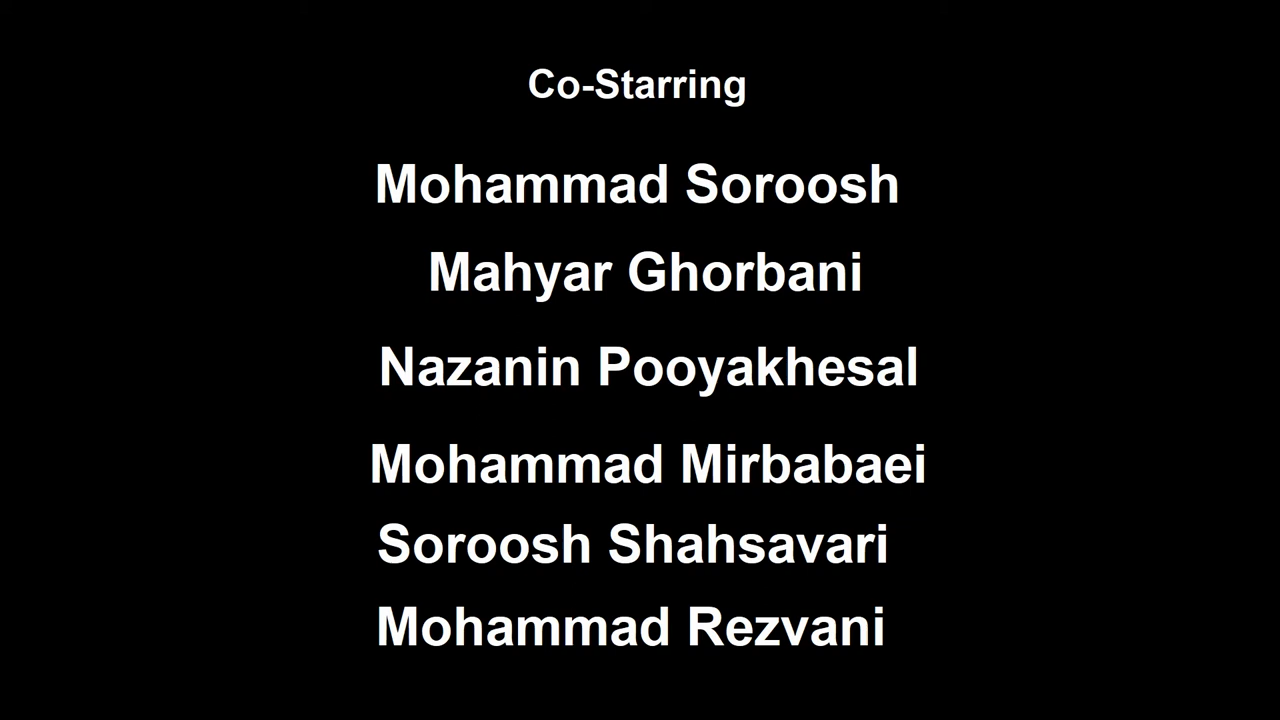 Co-Starring
Mohammad Soroosh
Mahyar Ghorbani
Nazanin Pooyakhesal
Mohammad Mirbabaei
Soroosh Shahsavari
Mohammad Rezvani